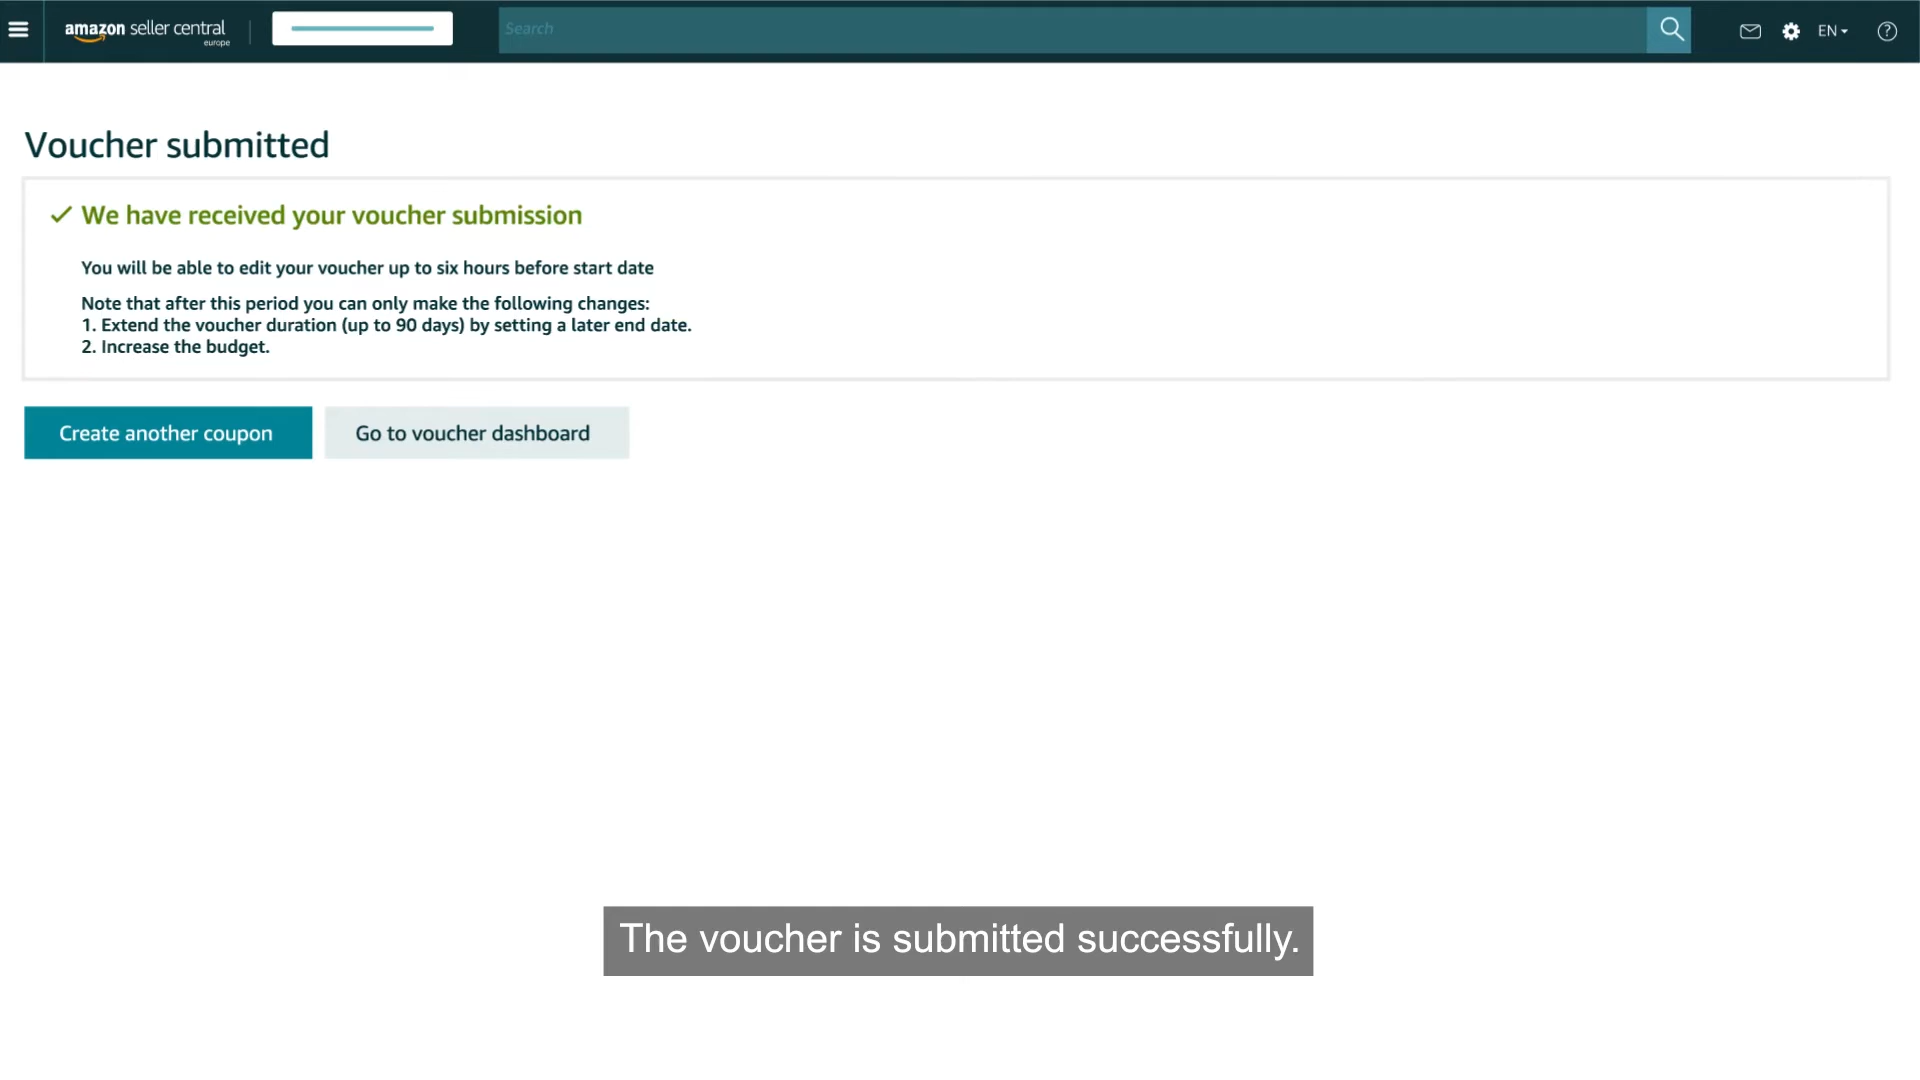 amazon seller central
europe
Search
EN
Voucher submitted
We have received your voucher submission
You will be able to edit your voucher up to six hours before start date
Note that after this period you can only make the following changes:
1. Extend the voucher duration (up to 90 days) by setting a later end date.
2. Increase the budget.
Create another coupon
Go to voucher dashboard
The voucher is submitted successfully.